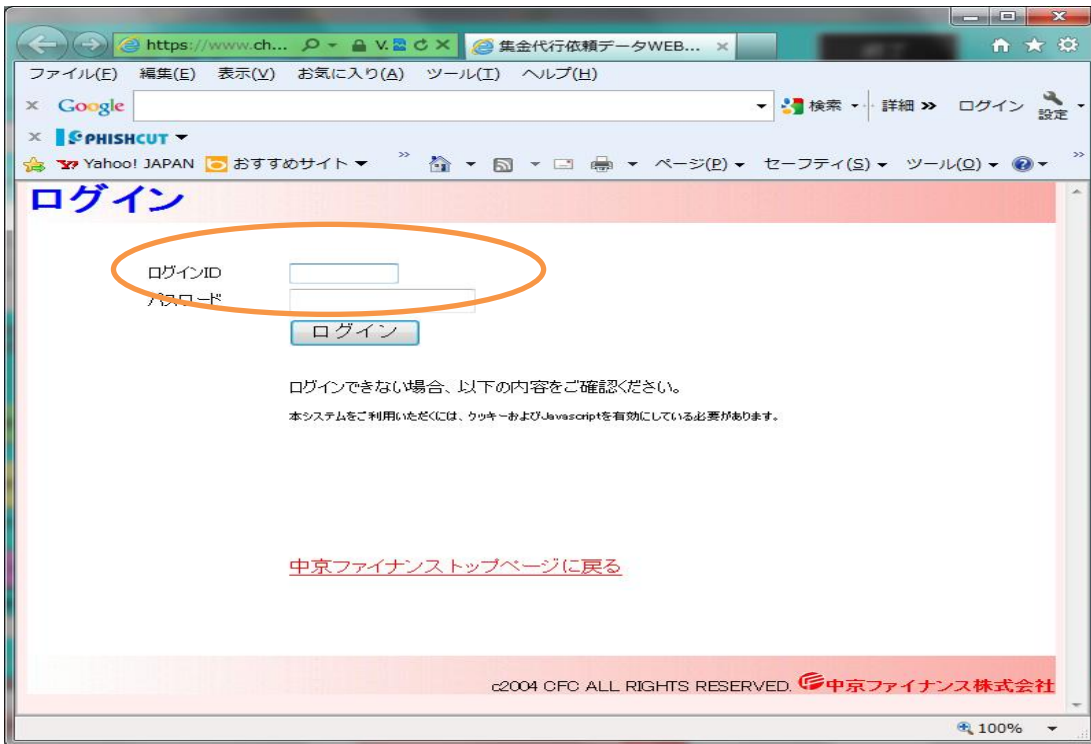 https://www.ch... V. 集金代行依頼データWEB...
ファイル(F) 編集(E) 表示(V) お気に入り(A) ツール(T) ヘルプ(H)
Google 検索 詳細 » ログイン 設定
PHISHCUT
Yahoo! JAPAN おすすめサイト » ページ(P) セーフティ(S) ツール(O) »
ログイン
ログインID
パスワード
ログイン
ログインできない場合、以下の内容をご確認ください。
本システムをご利用いただくには、クッキーおよびJavascriptを有効にしている必要があります。
中京ファイナンストップページに戻る
c2004 CFC ALL RIGHTS RESERVED. 中京ファイナンス株式会社
100%